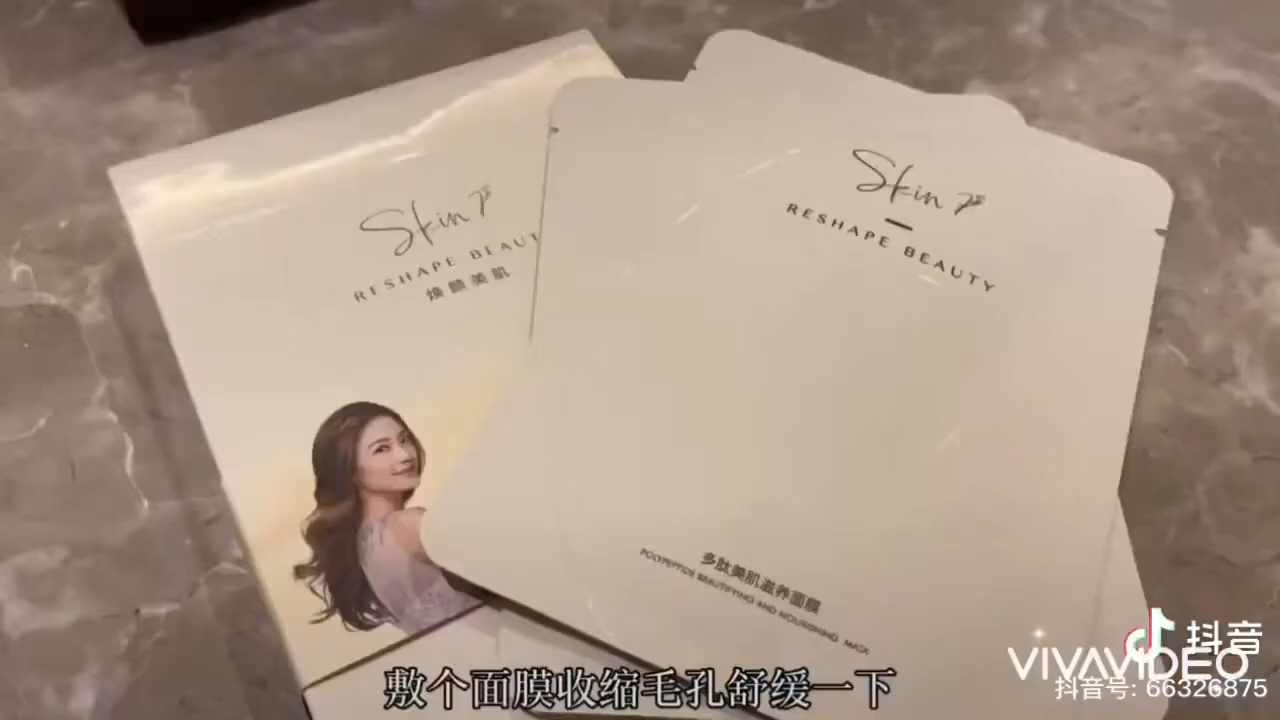 Skin 7
RESHAPE BEAUT
焕颜美肌
Skin 7
RESHAPE BEAUTY
多肽美肌滋养面膜
POLYPEPTIDE BEAUTIFYING AND NOURISHING MASK
敷个面膜收缩毛孔舒缓一下
抖音
VIVAVIDEO
抖音号: 66326875